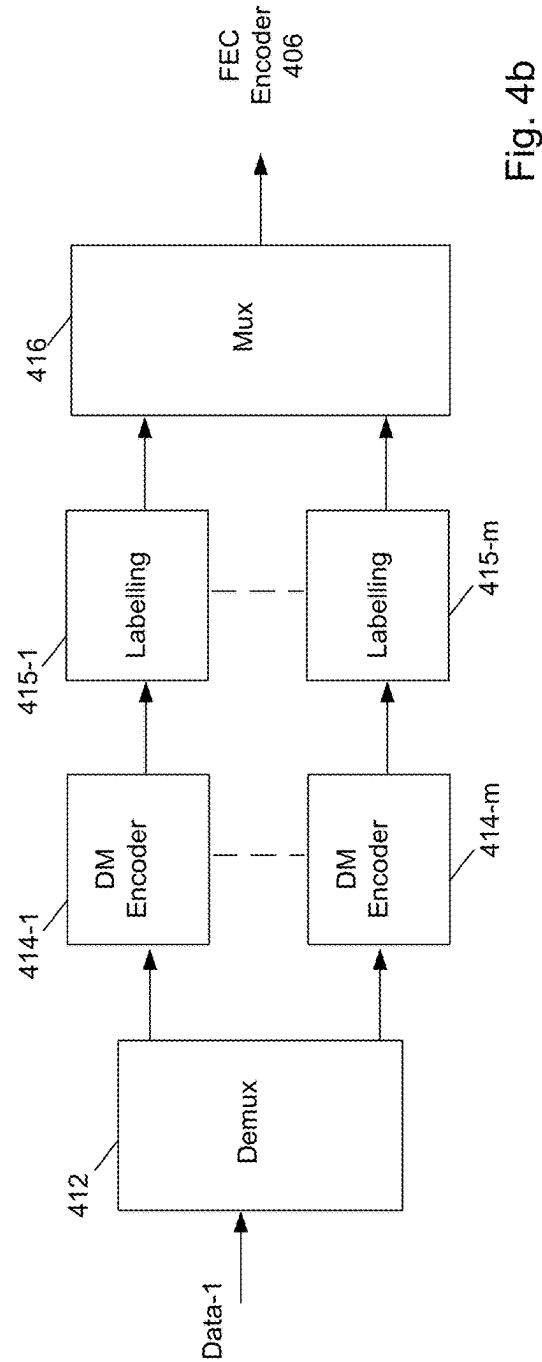 Data-1
412
Demux
414-1
DM
Encoder
414-m
DM
Encoder
415-1
Labelling
415-m
Labelling
416
Mux
FEC
Encoder
406
Fig. 4b